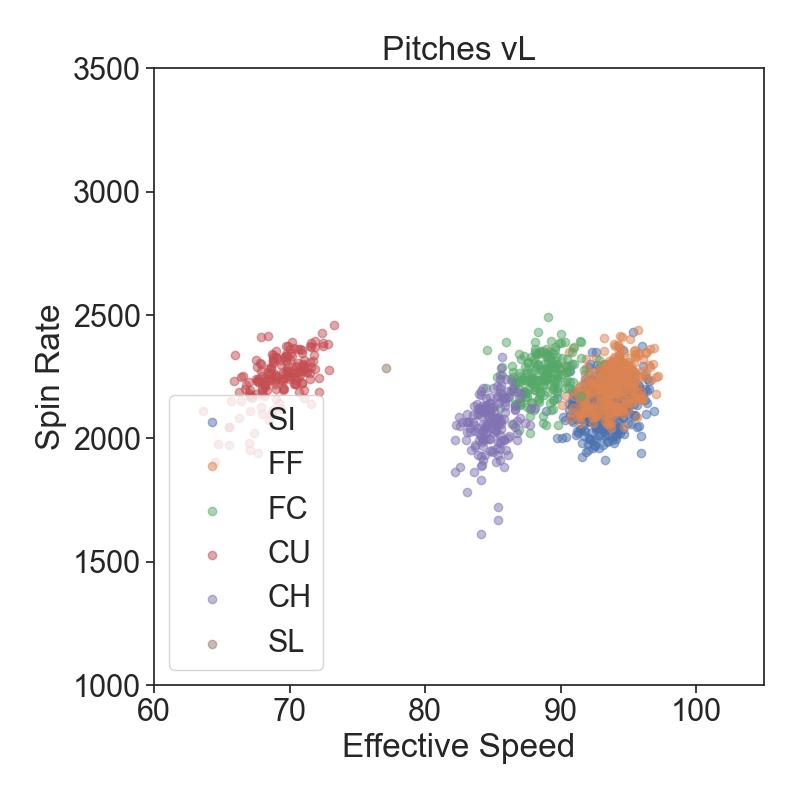 Pitches vL
3500
3000
2500
2000
1500
1000
Spin Rate
SI
FF
FC
CU
CH
SL
60 70 80 90 100
Effective Speed